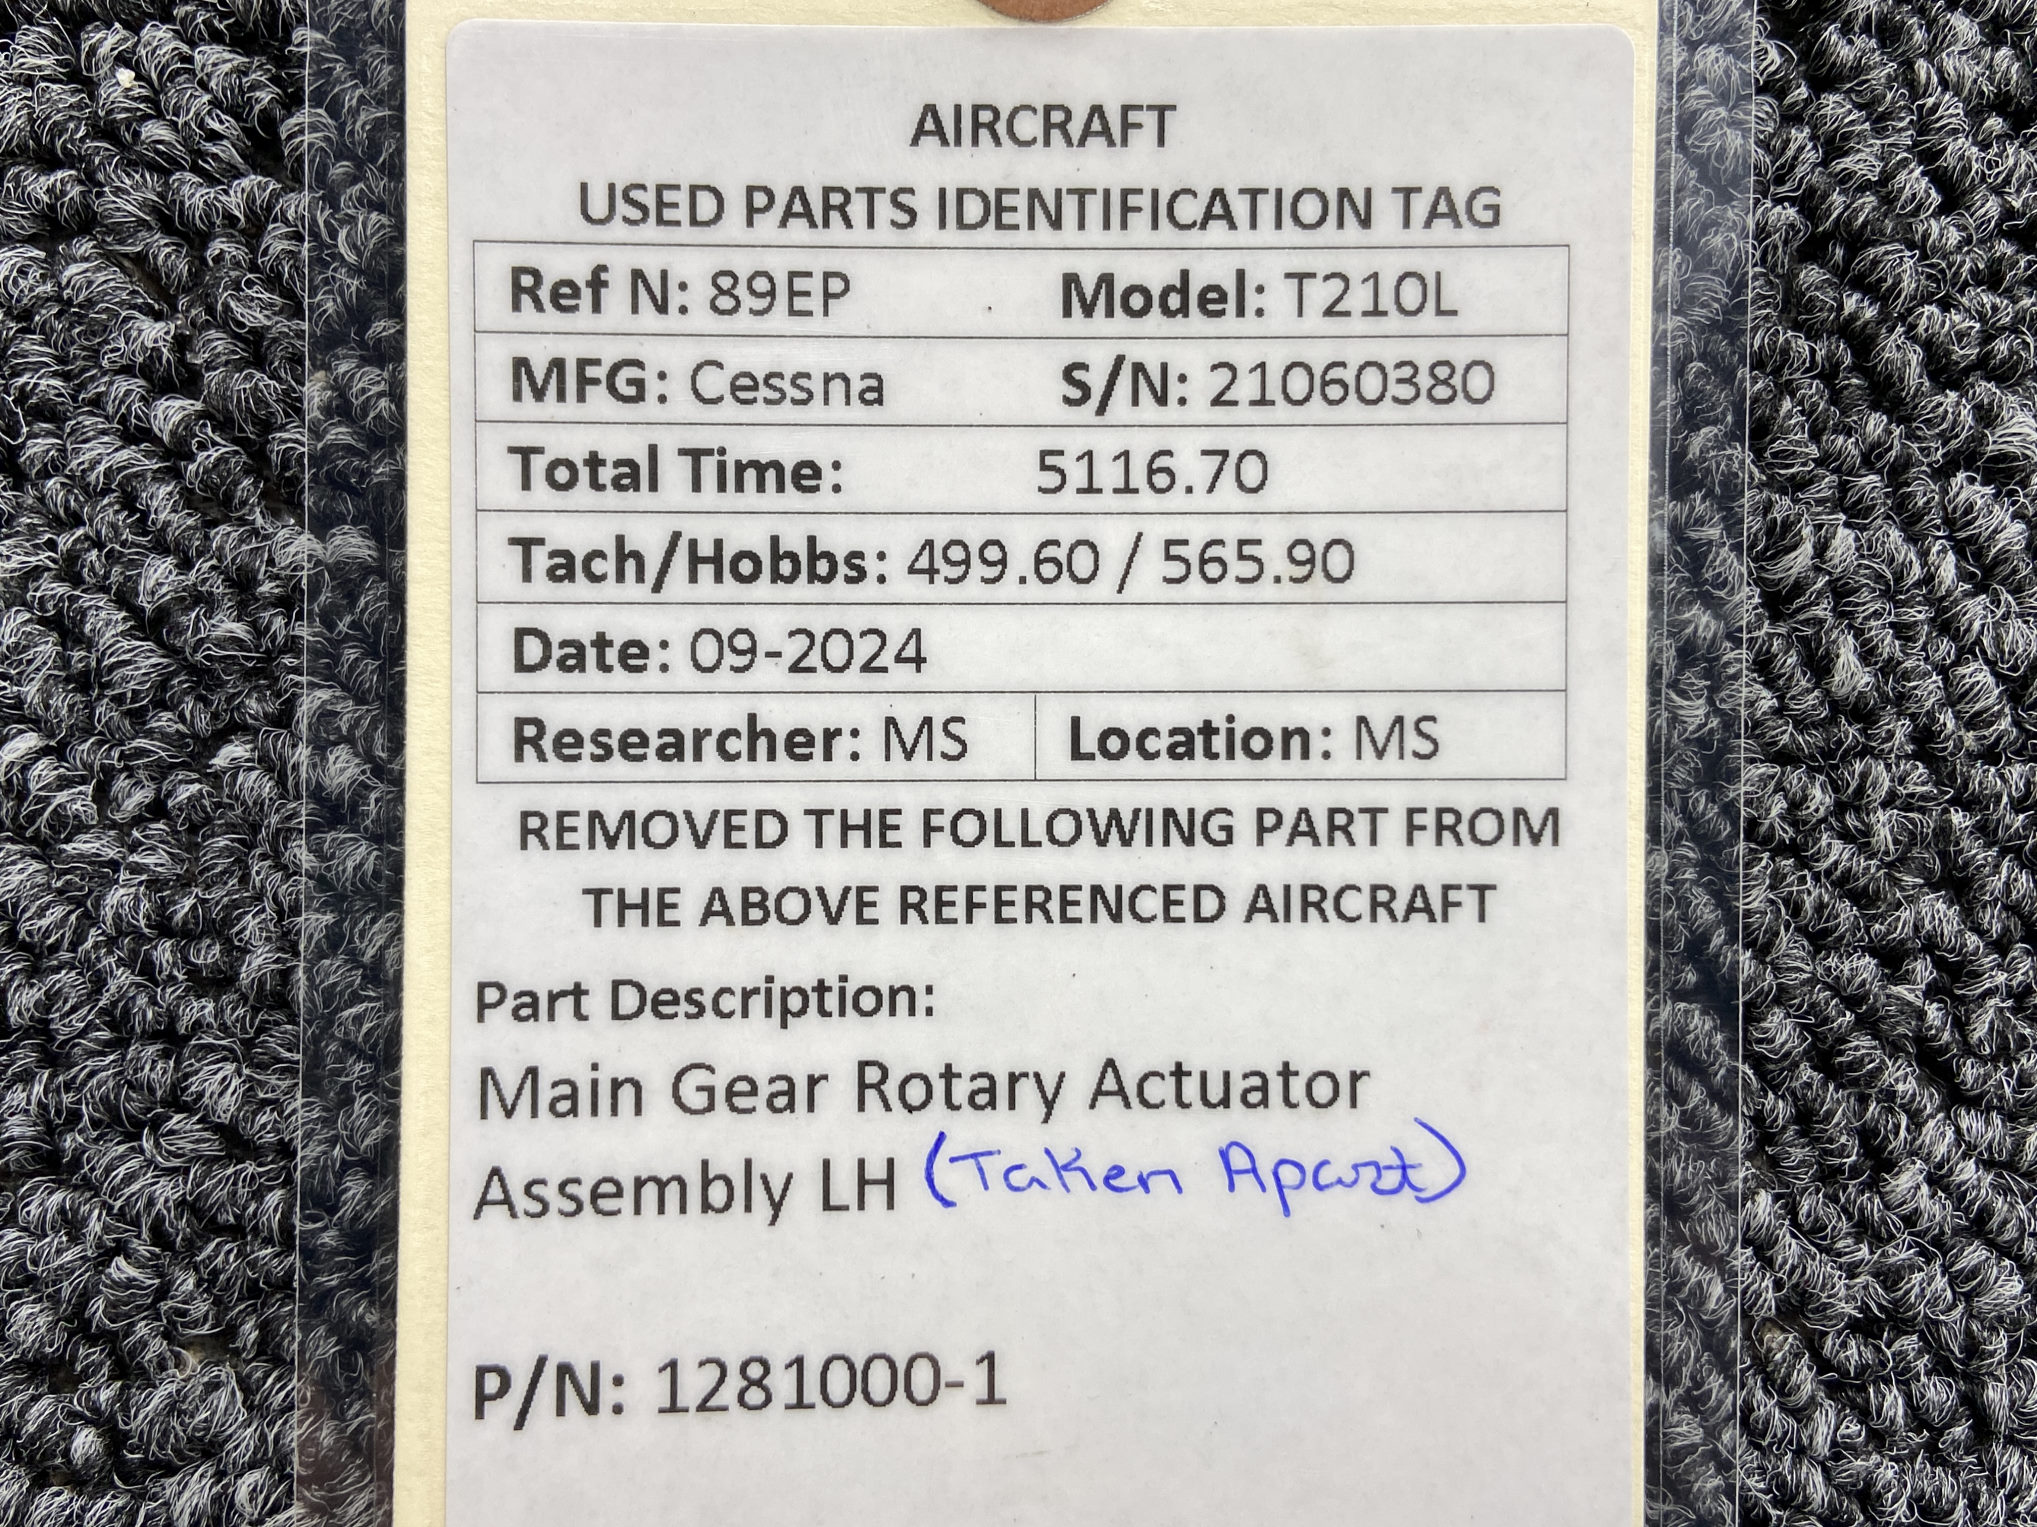 AIRCRAFT
USED PARTS IDENTIFICATION TAG
Ref N: 89EP Model: T210L
MFG: Cessna S/N: 21060380
Total Time: 5116.70
Tach/Hobbs: 499.60 / 565.90
Date: 09-2024
Researcher: MS Location: MS
REMOVED THE FOLLOWING PART FROM
THE ABOVE REFERENCED AIRCRAFT
Part Description:
Main Gear Rotary Actuator
Assembly LH (Taken Apart)
P/N: 1281000-1